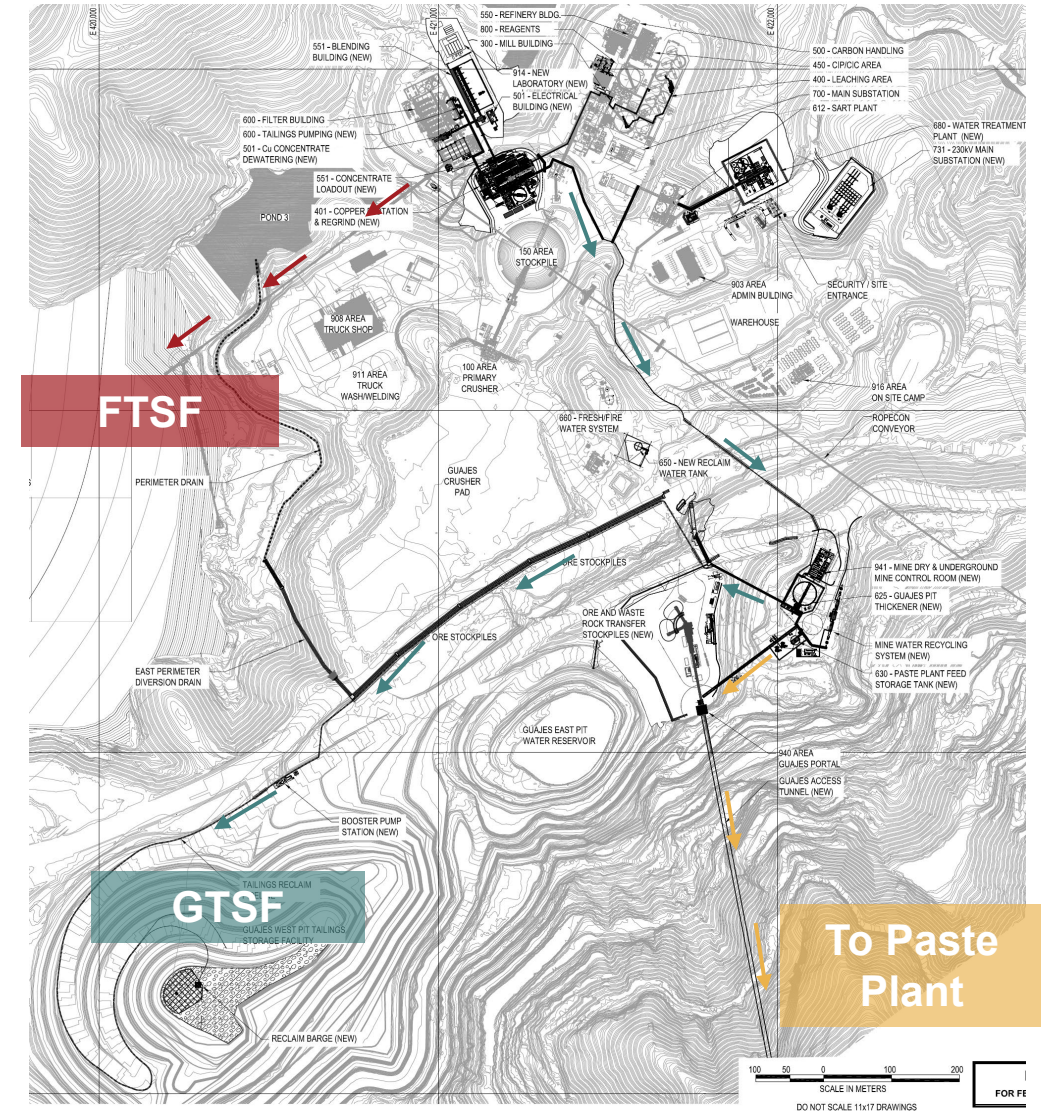 E 420,000
E 421,000
E 422,000
550 - REFINERY BLDG.
800 - REAGENTS
300 - MILL BUILDING
551 - BLENDING
BUILDING (NEW)
914 - NEW
LABORATORY (NEW)
501 - ELECTRICAL
BUILDING (NEW)
500 - CARBON HANDLING
450 - CIP/CIC AREA
400 - LEACHING AREA
700 - MAIN SUBSTATION
612 - SART PLANT
600 - FILTER BUILDING
600 - TAILINGS PUMPING (NEW)
501 - Cu CONCENTRATE
DEWATERING (NEW)
680 - WATER TREATMENT
PLANT (NEW)
731 - 230kV MAIN
SUBSTATION (NEW)
551 - CONCENTRATE
LOADOUT (NEW)
401 - COPPER
& REGRIND (NEW)
POND 3
150 AREA
STOCKPILE
903 AREA
ADMIN BUILDING
SECURITY / SITE
ENTRANCE
908 AREA
TRUCK SHOP
WAREHOUSE
911 AREA
TRUCK
WASH/WELDING
100 AREA
PRIMARY
CRUSHER
916 AREA
ON SITE CAMP
FTSF
660 - FRESH/FIRE
WATER SYSTEM
ROPECON
CONVEYOR
PERIMETER DRAIN
GUAJES
CRUSHER
PAD
650 - NEW RECLAIM
WATER TANK
ORE STOCKPILES
941 - MINE DRY & UNDERGROUND
MINE CONTROL ROOM (NEW)
625 - GUAJES PIT
THICKENER (NEW)
ORE AND WASTE
ROCK TRANSFER
STOCKPILES (NEW)
ORE STOCKPILES
MINE WATER RECYCLING
SYSTEM (NEW)
630 - PASTE PLANT FEED
STORAGE TANK (NEW)
EAST PERIMETER
DIVERSION DRAIN
GUAJES EAST PIT
WATER RESERVOIR
940 AREA
GUAJES PORTAL
GUAJES ACCESS
TUNNEL (NEW)
BOOSTER PUMP
STATION (NEW)
TAILINGS RECLAIM
GTSF
GUAJES WEST PIT TAILINGS
STORAGE FACILITY
To Paste
Plant
RECLAIM BARGE (NEW)
100 50 0 100 200
SCALE IN METERS
DO NOT SCALE 11x17 DRAWINGS
FOR FE